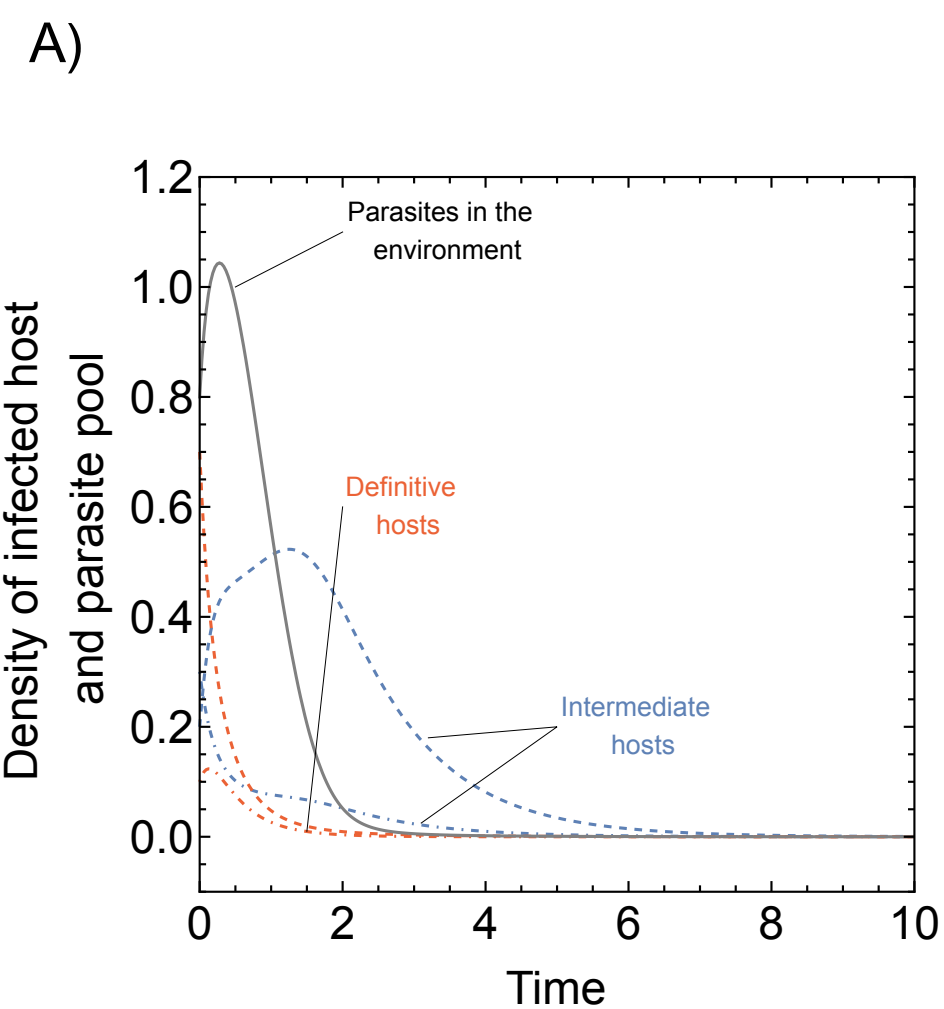 A)
Density of infected host
and parasite pool
1.2
1.0
0.8
0.6
0.4
0.2
0.0
Parasites in the
environment
Definitive
hosts
Intermediate
hosts
0 2 4 6 8 10
Time